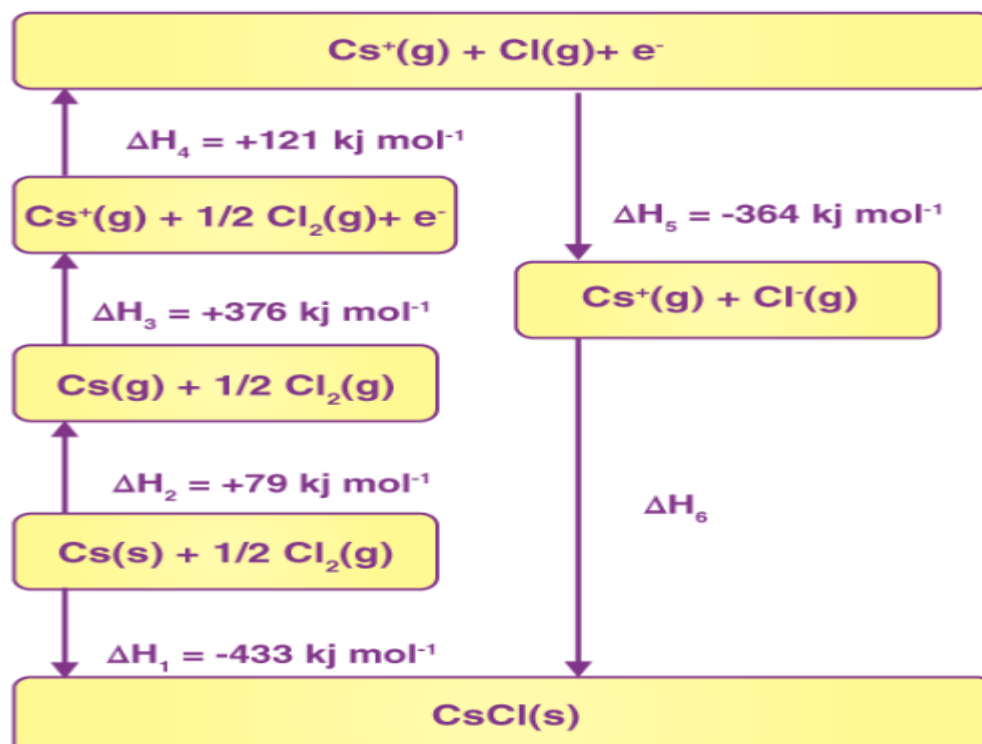 Cs⁺(g) + Cl(g)+ e⁻
ΔH₄ = +121 kj mol⁻¹
Cs⁺(g) + 1/2 Cl₂(g)+ e⁻
ΔH₅ = -364 kj mol⁻¹
Cs⁺(g) + Cl⁻(g)
ΔH₃ = +376 kj mol⁻¹
Cs(g) + 1/2 Cl₂(g)
ΔH₂ = +79 kj mol⁻¹
ΔH₆
Cs(s) + 1/2 Cl₂(g)
ΔH₁ = -433 kj mol⁻¹
CsCl(s)